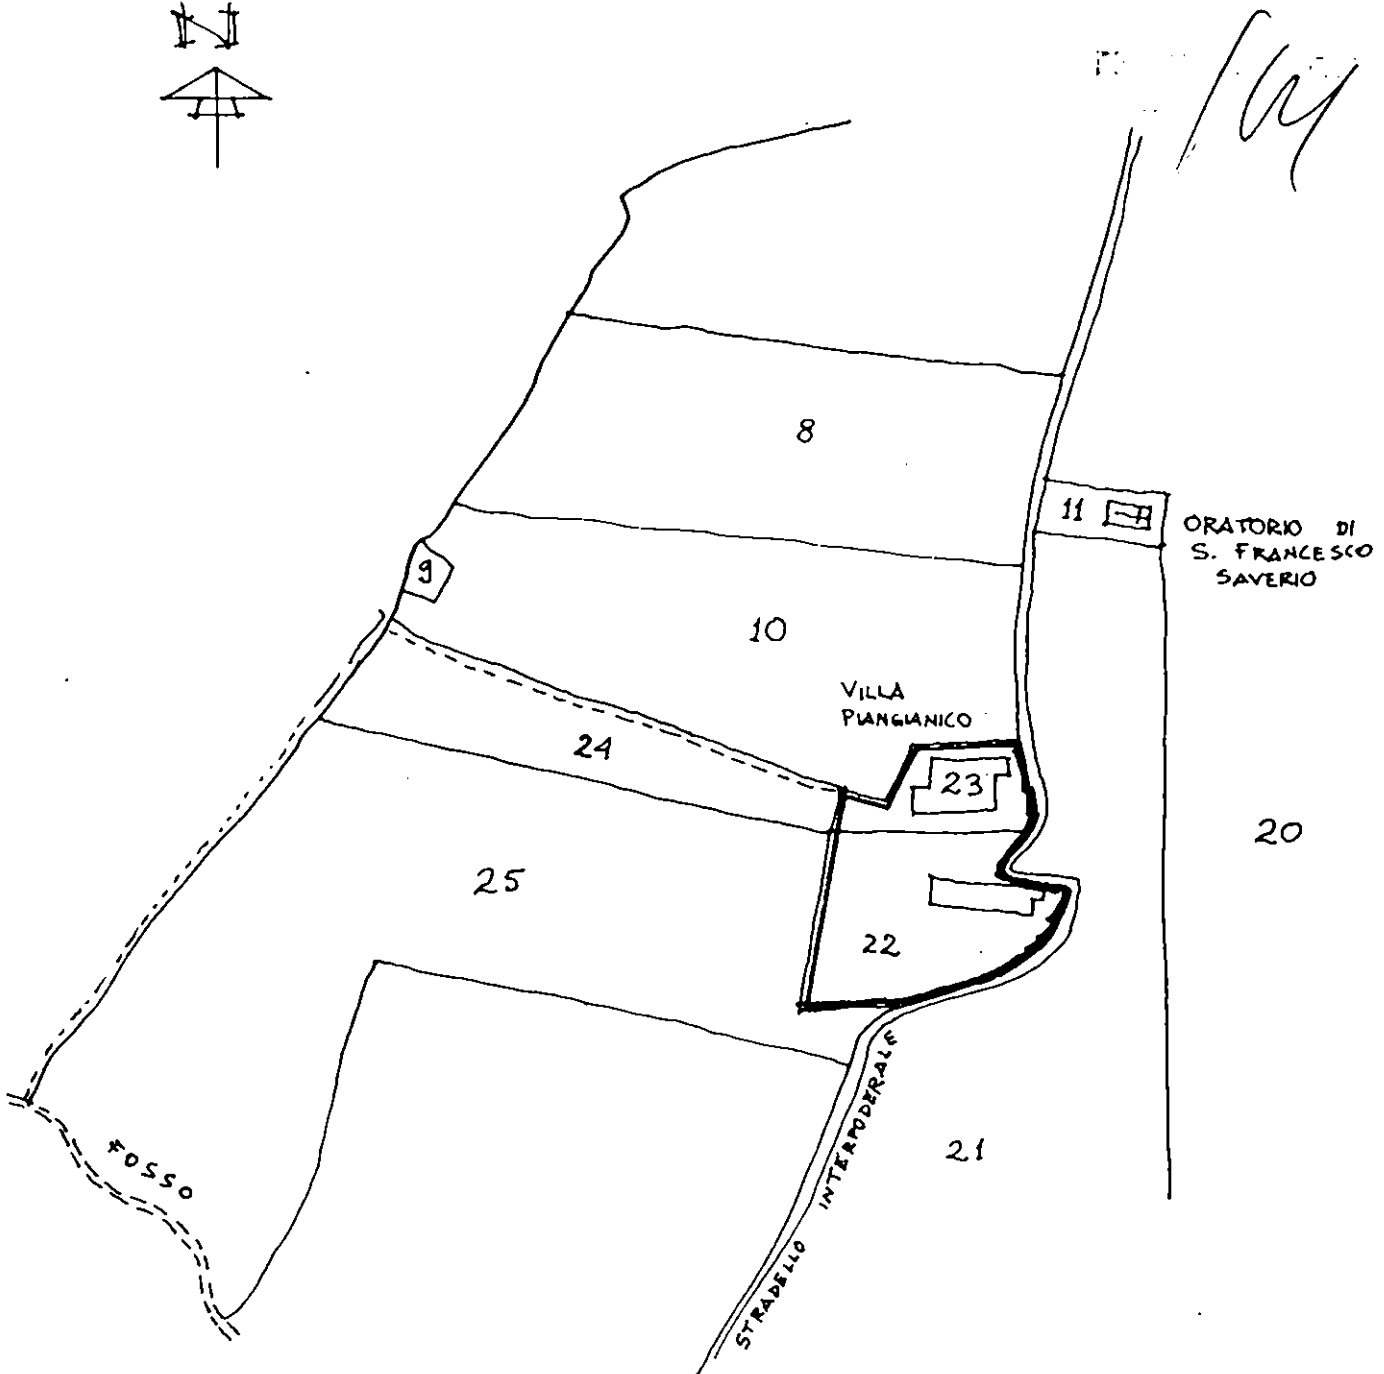 N
8
11
ORATORIO DI
S. FRANCESCO
SAVERIO
9
10
VILLA
PIANGIANICO
24
23
20
25
22
FOSSO
STRADELLO INTERPODERALE
21